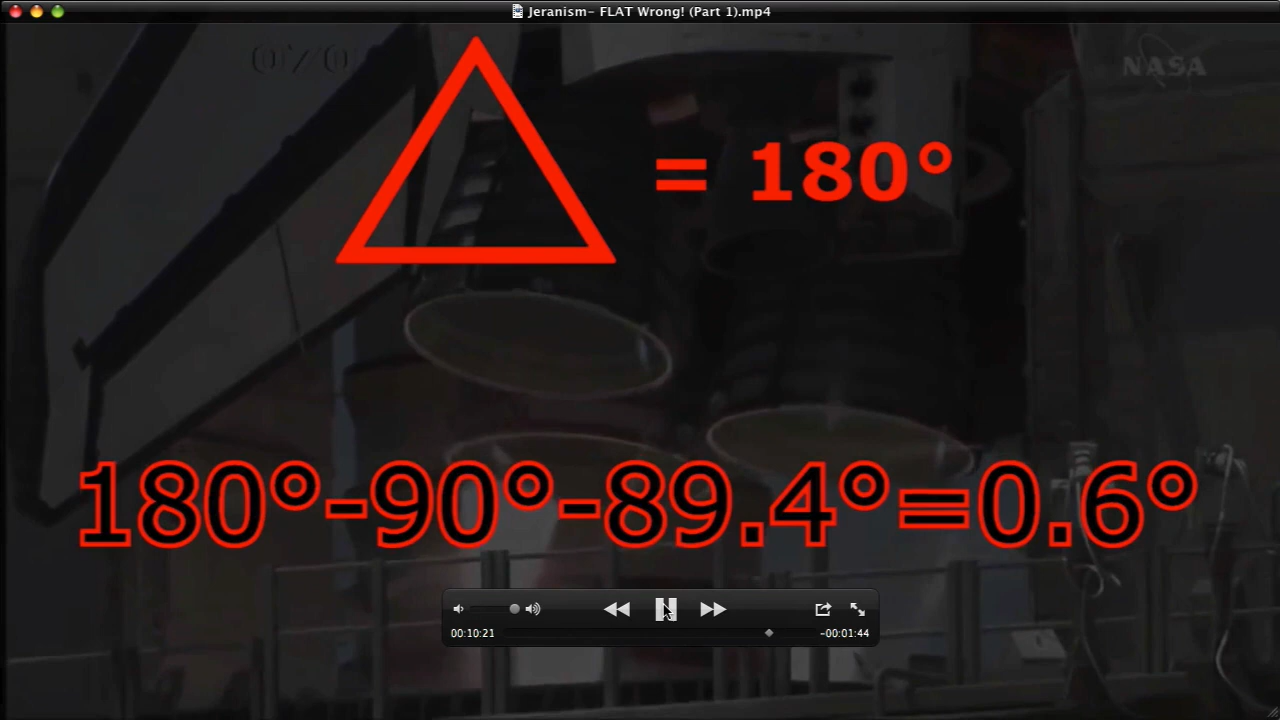 Jeranism- FLAT Wrong! (Part 1).mp4
NASA
= 180°
180°-90°-89.4°=0.6°
00:10:21
-00:01:44